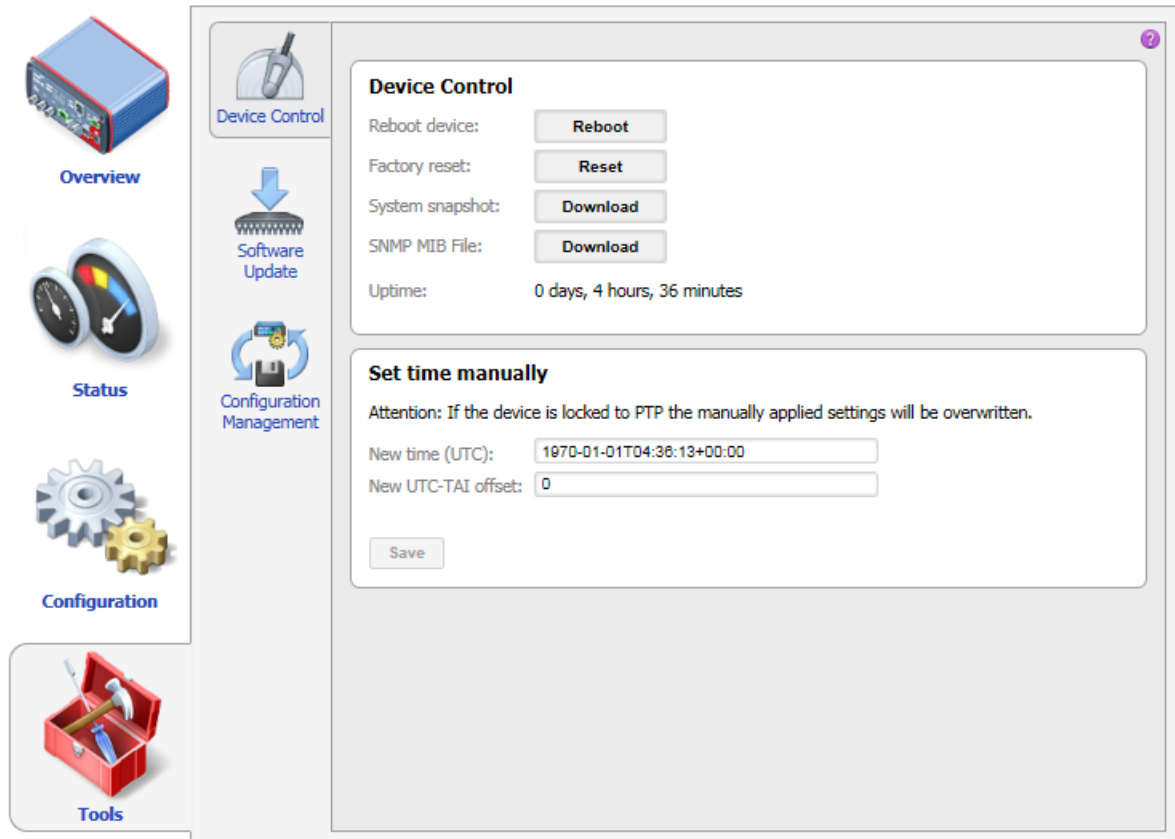 Overview
Status
Configuration
Tools
Device Control
Software
Update
Configuration
Management
?
Device Control
Reboot device: Reboot
Factory reset: Reset
System snapshot: Download
SNMP MIB File: Download
Uptime: 0 days, 4 hours, 36 minutes
Set time manually
Attention: If the device is locked to PTP the manually applied settings will be overwritten.
New time (UTC): 1970-01-01T04:36:13+00:00
New UTC-TAI offset: 0
Save